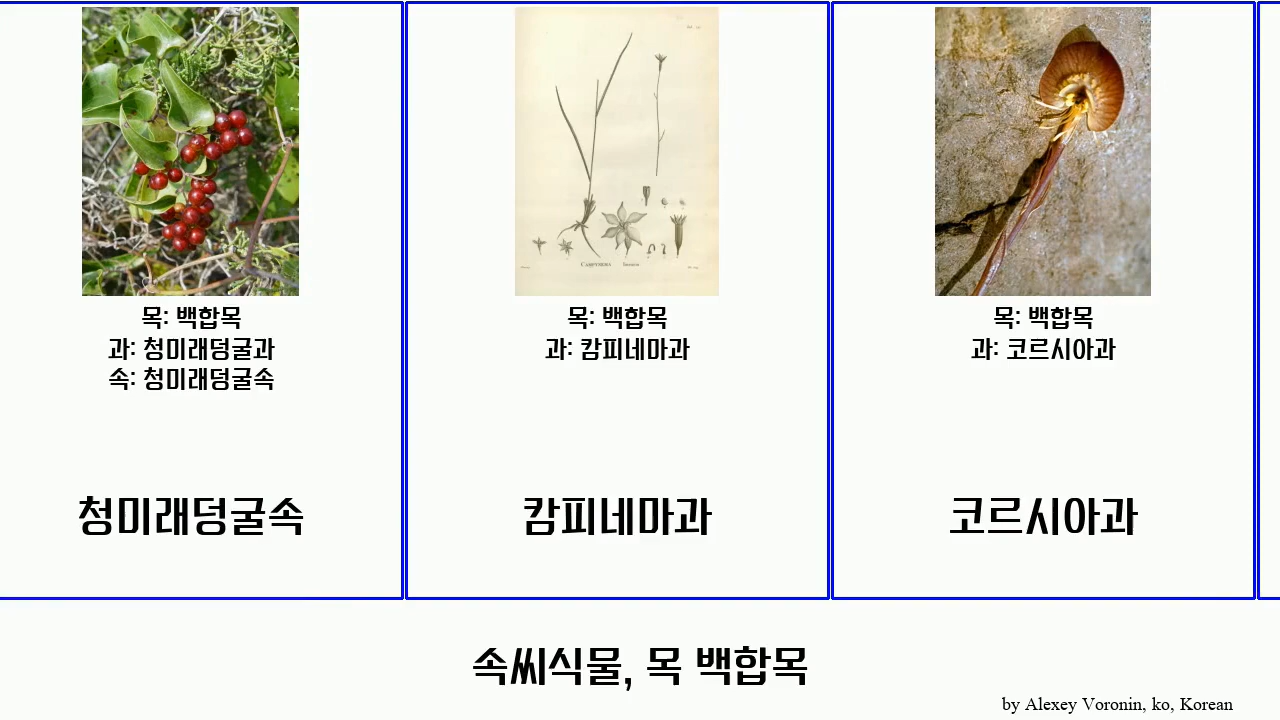 목: 백합목
과: 청미래덩굴과
속: 청미래덩굴속
청미래덩굴속
목: 백합목
과: 캄피네마과
캄피네마과
목: 백합목
과: 코르시아과
코르시아과
속씨식물, 목 백합목
by Alexey Voronin, ko, Korean